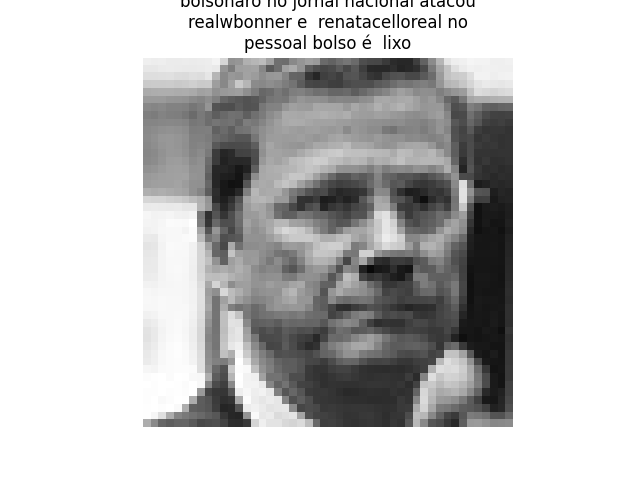 bolsonaro no jornal nacional atacou
realwbonner e  renatacelloreal no
pessoal bolso é  lixo